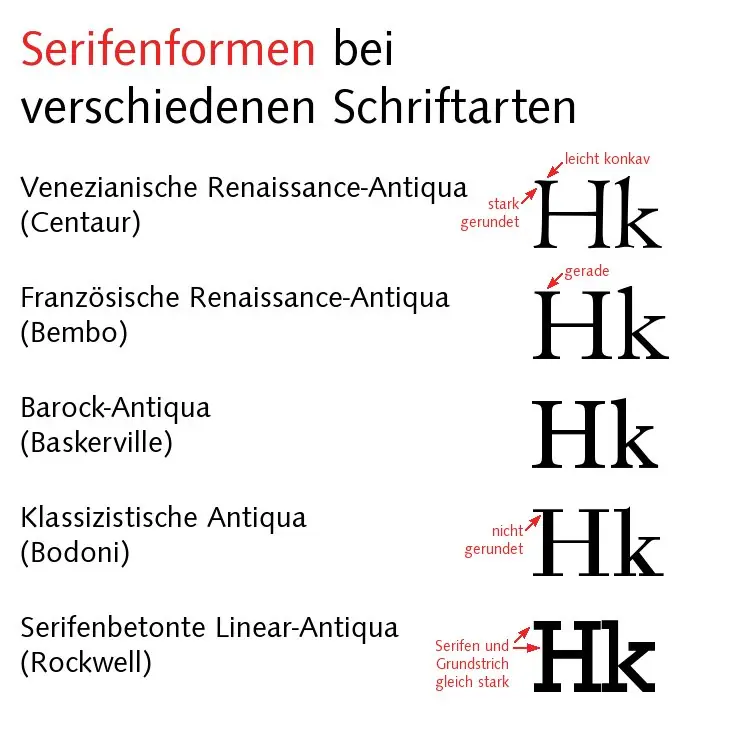 Serifenformen bei
verschiedenen Schriftarten
Venezianische Renaissance-Antiqua
(Centaur)
leicht konkav
stark
gerundet
Hk
Französische Renaissance-Antiqua
(Bembo)
gerade
Hk
Barock-Antiqua
(Baskerville)
Hk
Klassizistische Antiqua
(Bodoni)
nicht
gerundet
Hk
Serifenbetonte Linear-Antiqua
(Rockwell)
Serifen und
Grundstrich
gleich stark
Hk